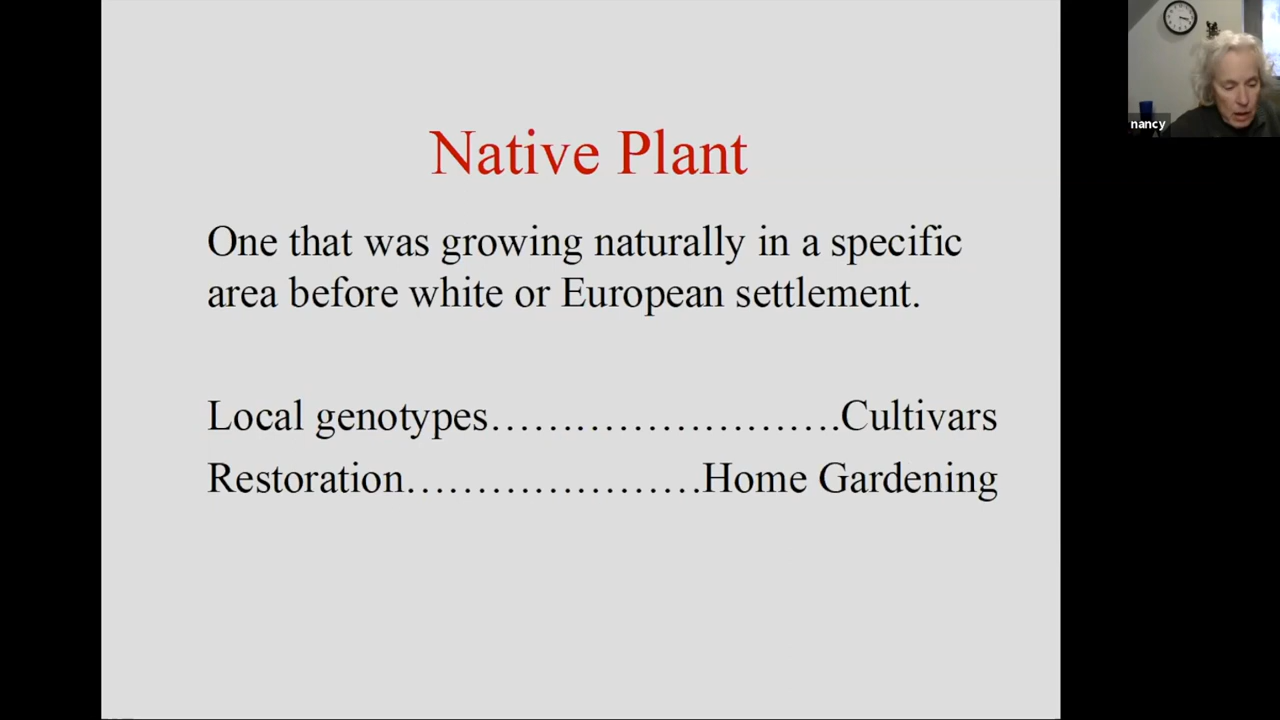 Native Plant
One that was growing naturally in a specific
area before white or European settlement.
Local genotypes…………………….Cultivars
Restoration…………………Home Gardening
nancy